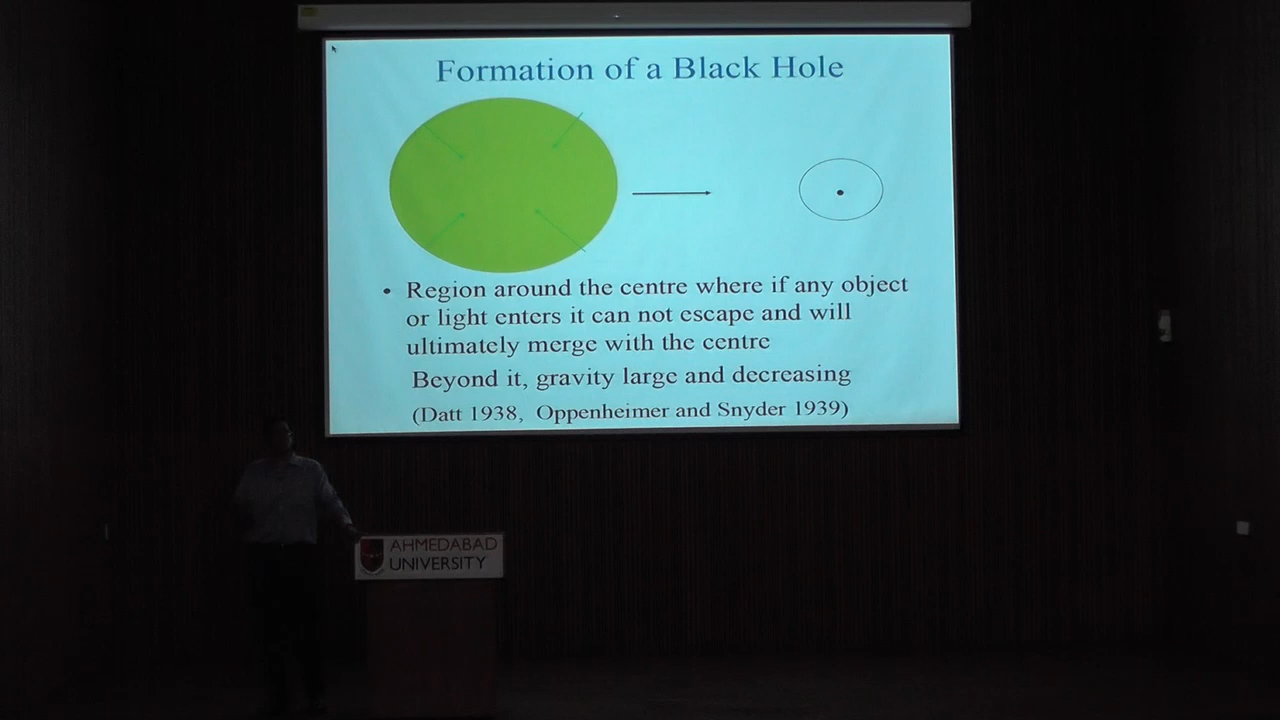 Formation of a Black Hole
• Region around the centre where if any object
or light enters it can not escape and will
ultimately merge with the centre
Beyond it, gravity large and decreasing
(Datt 1938, Oppenheimer and Snyder 1939)
AHMEDABAD
UNIVERSITY